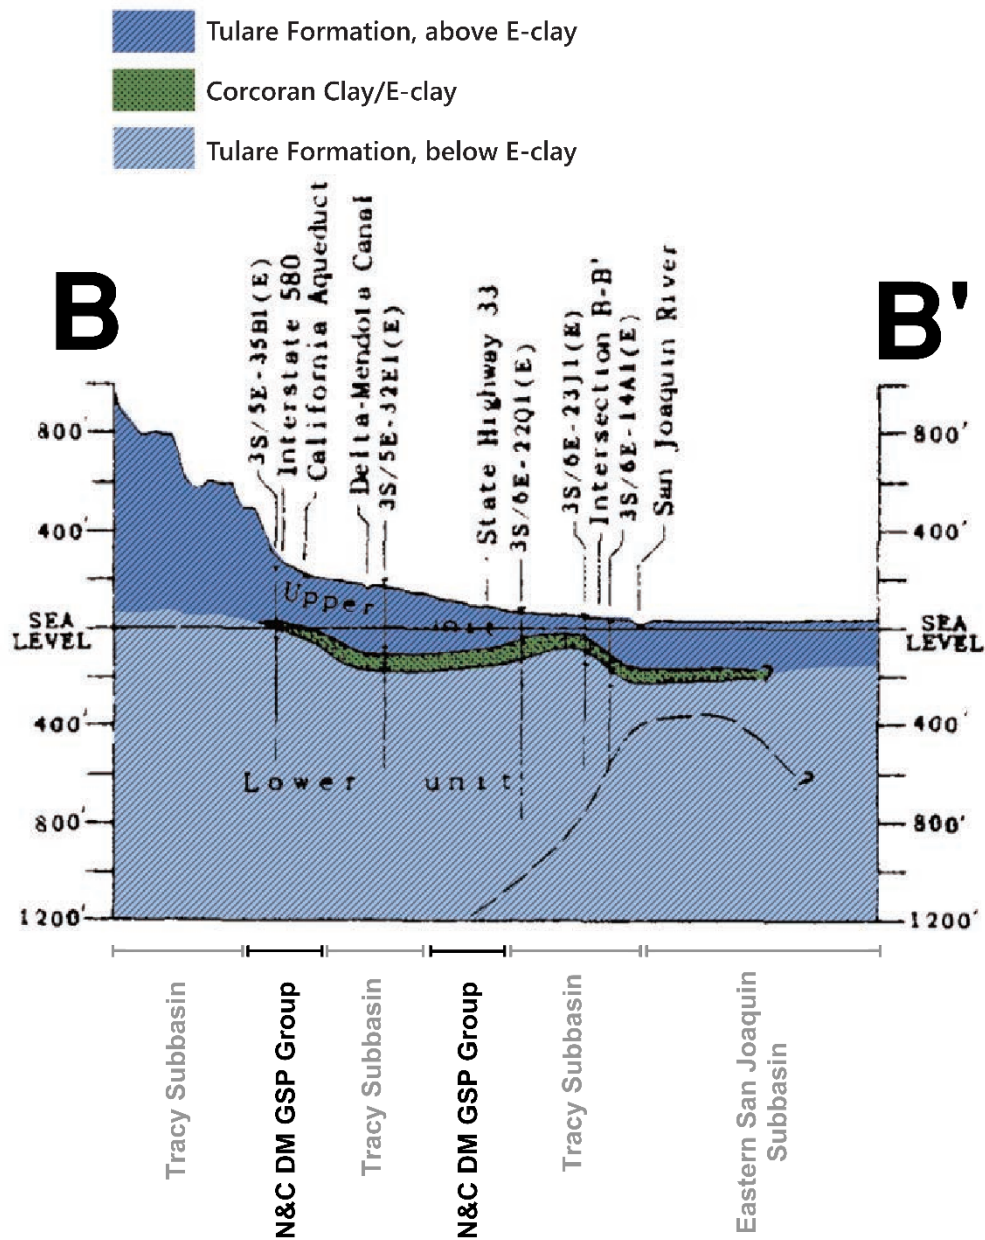 Tulare Formation, above E-clay
Corcoran Clay/E-clay
Tulare Formation, below E-clay
B
B'
3S/5E-35B1(E)
Interstate 580
California Aqueduct
Delta-Mendota Canal
3S/5E-32E1(E)
State Highway 33
3S/6E-22Q1(E)
3S/6E-23J1(E)
Intersection B-B'
3S/6E-14A1(E)
San Joaquin River
800'
400'
SEA
LEVEL
400'
800'
1200'
800'
400'
SEA
LEVEL
400'
800'
1200'
Upper
Lower unit
?
?
Tracy Subbasin
N&C DM GSP Group
Tracy Subbasin
N&C DM GSP Group
Tracy Subbasin
Eastern San Joaquin
Subbasin